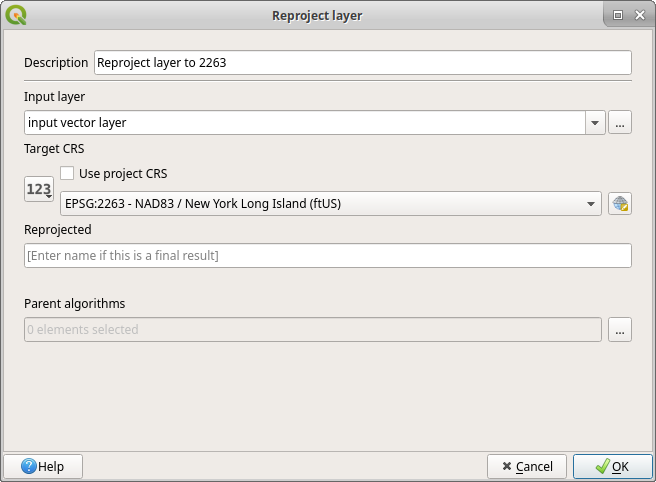 Reproject layer
Description Reproject layer to 2263
Input layer
input vector layer
...
Target CRS
Use project CRS
123
EPSG:2263 - NAD83 / New York Long Island (ftUS)
Reprojected
[Enter name if this is a final result]
Parent algorithms
0 elements selected
...
Help
Cancel
OK